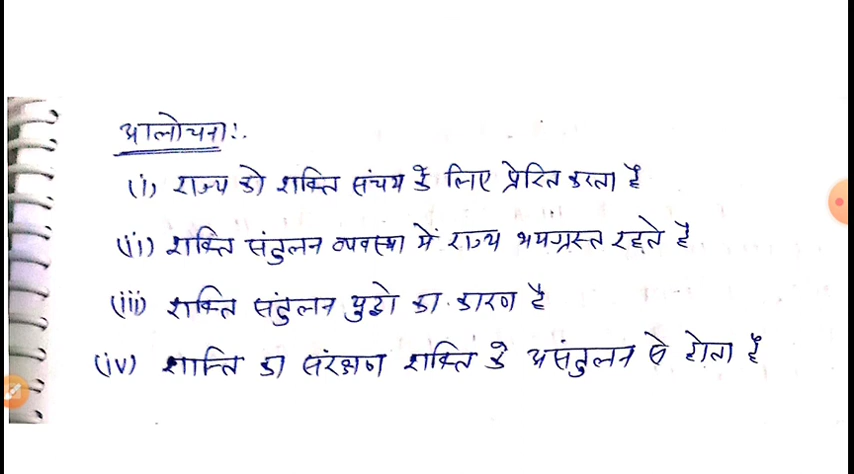 आलोचना:.
(i) राज्य को शक्ति संचय के लिए प्रेरित करता है
(ii) शक्ति संतुलन व्यवस्था में राज्य भयग्रस्त रहते है
(iii) शक्ति संतुलन युद्धो का कारण है
(iv) शान्ति का संरक्षण शक्ति के असंतुलन से होता है